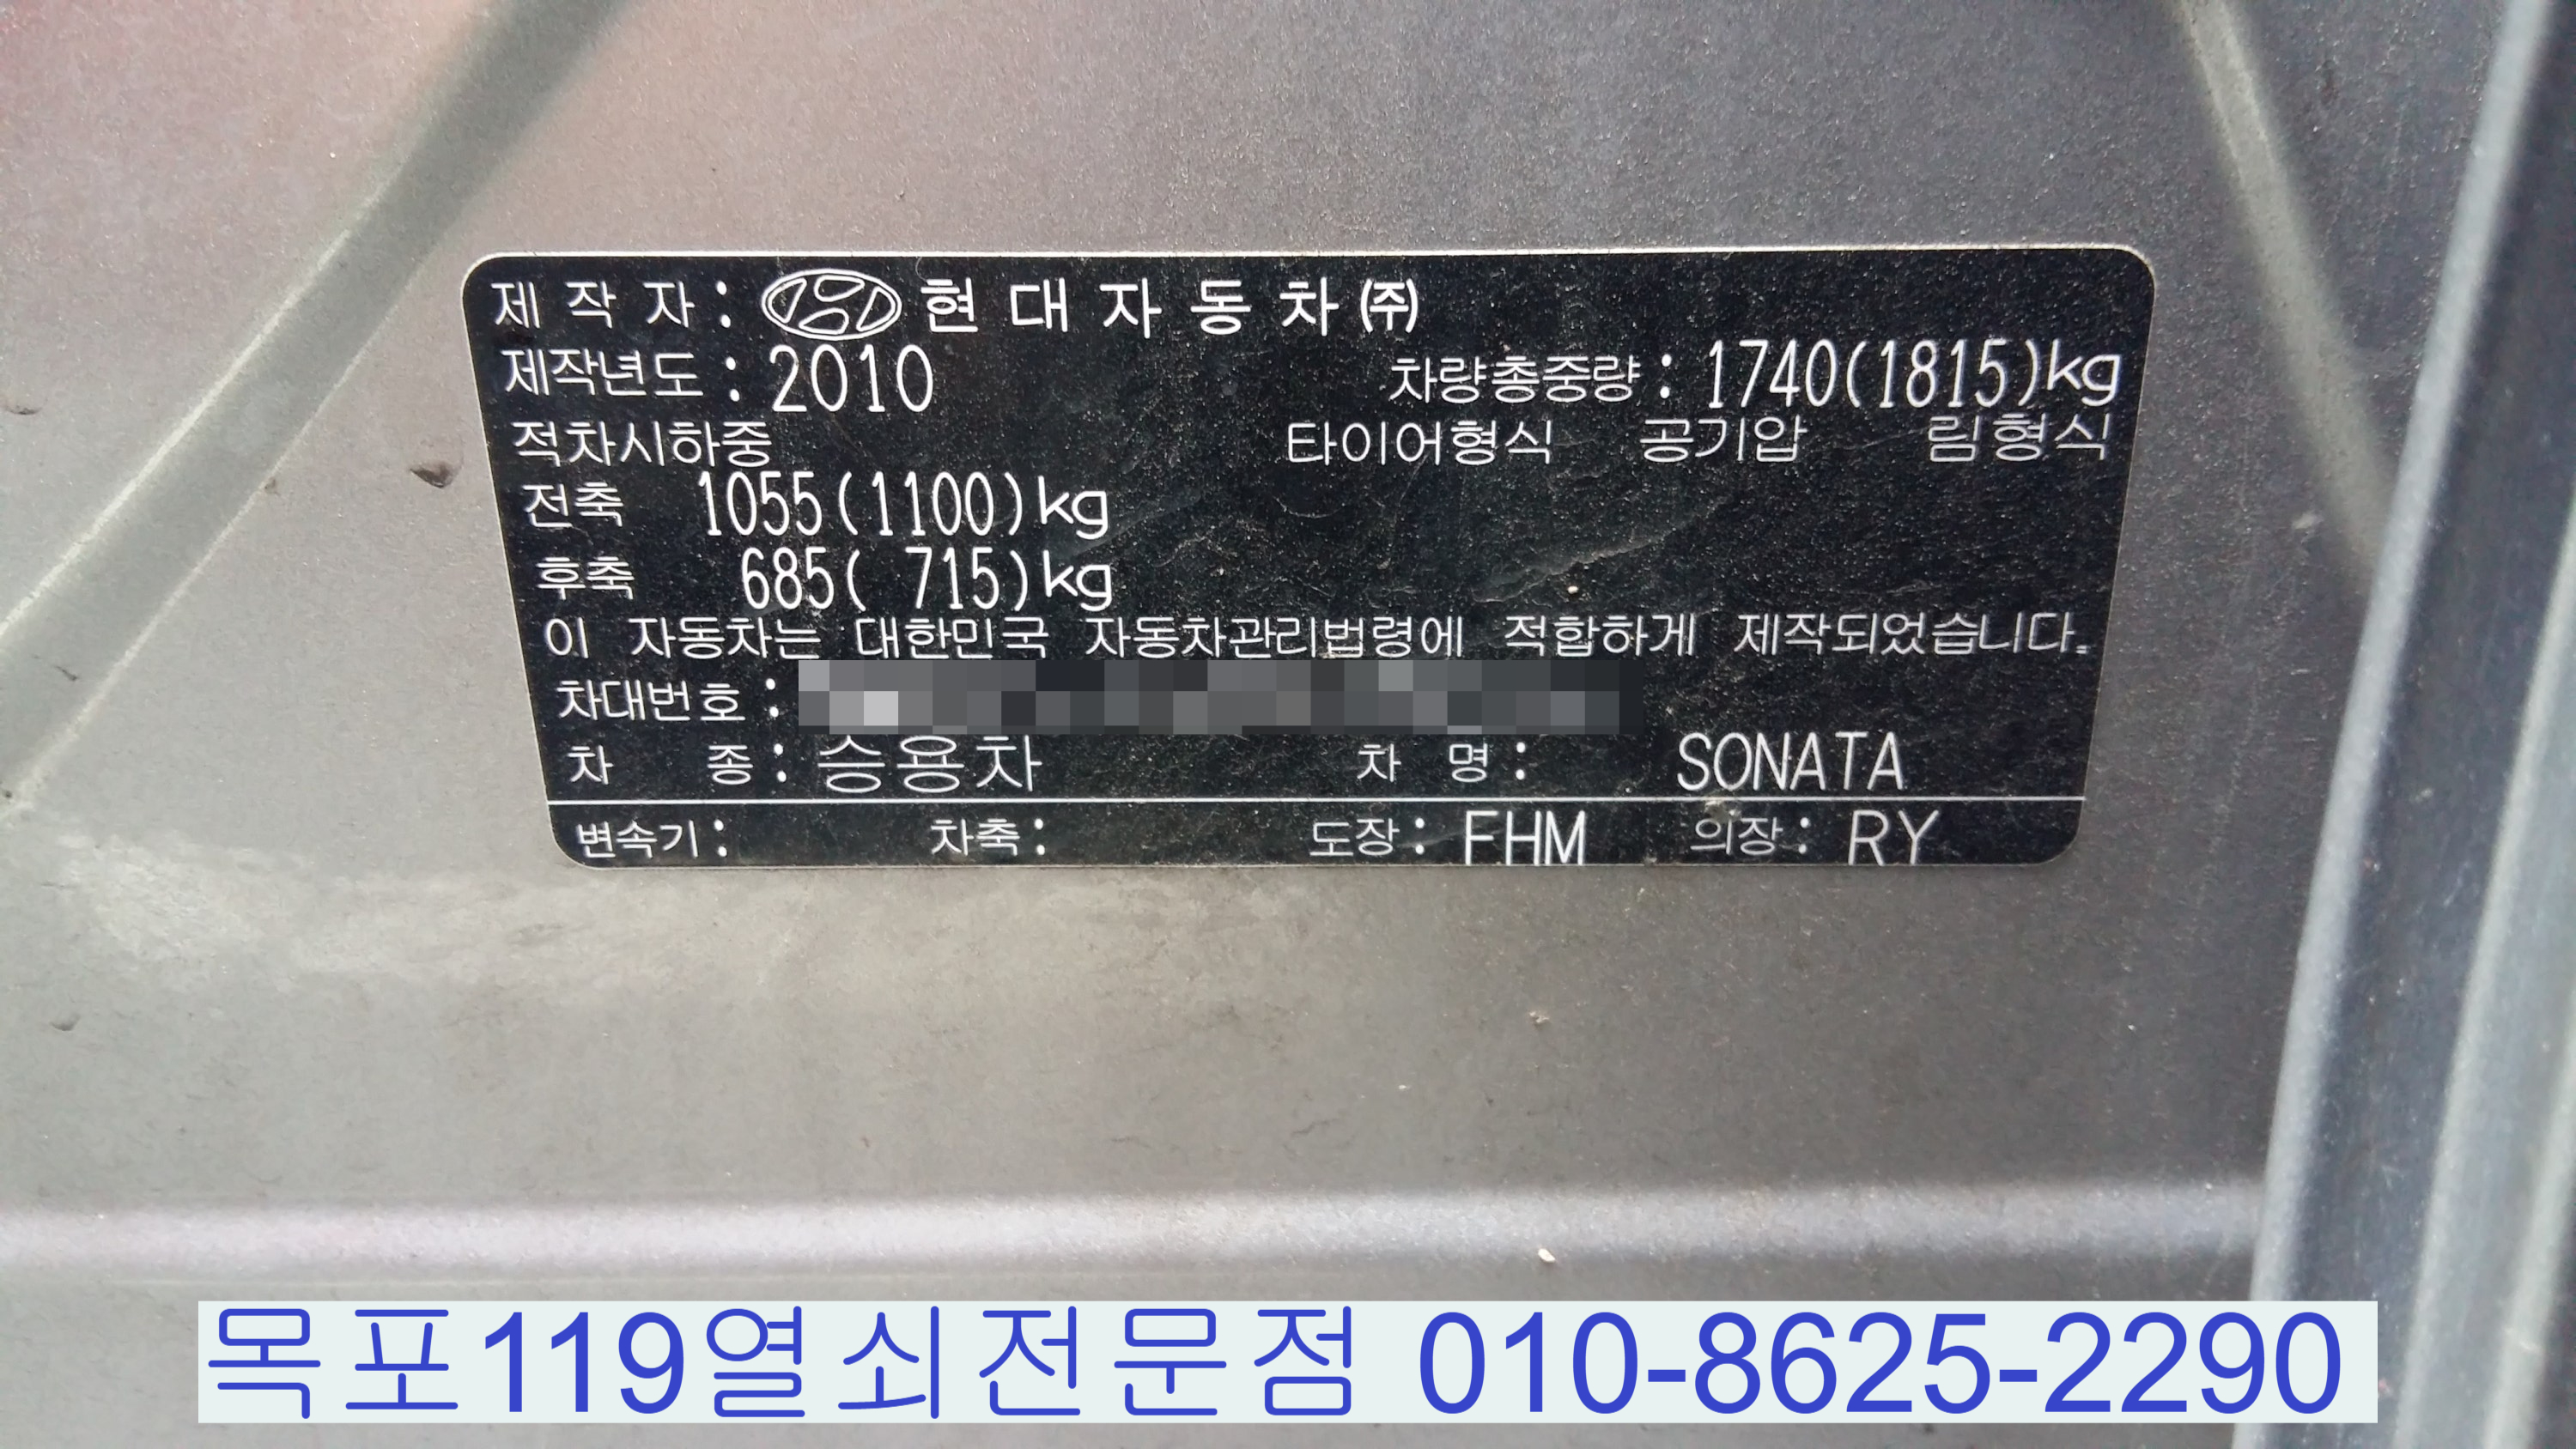 제 작 자 : 현 대 자 동 차 ㈜
제작년도 : 2010 차량총중량 : 1740(1815)kg
적차시하중 타이어형식 공기압 림형식
전축 1055(1100)kg
후축 685( 715)kg
이 자동차는 대한민국 자동차관리법령에 적합하게 제작되었습니다.
차대번호 :
차 종 : 승용차 차 명 : SONATA
변속기 : 차축 : 도장 : FHM 의장 : RY
목포119열쇠전문점 010-8625-2290